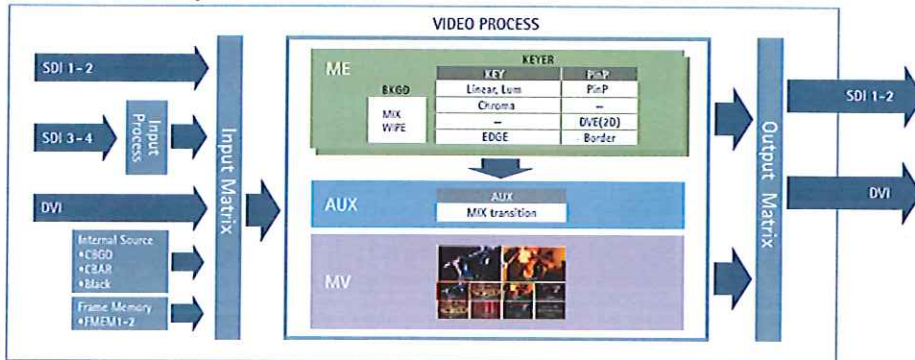 VIDEO PROCESS
SDI 1-2
SDI 3-4
Input Process
DVI
Internal Source
•CBGD
•CBAR
•Black
Frame Memory
•FMEM1-2
Input Matrix
ME
BKGD
MIX
WIPE
KEYER
KEY PinP
Linear, Lum PinP
Chroma —
— DVE(2D)
EDGE Border
AUX
AUX
MIX transition
MV
Output Matrix
SDI 1-2
DVI